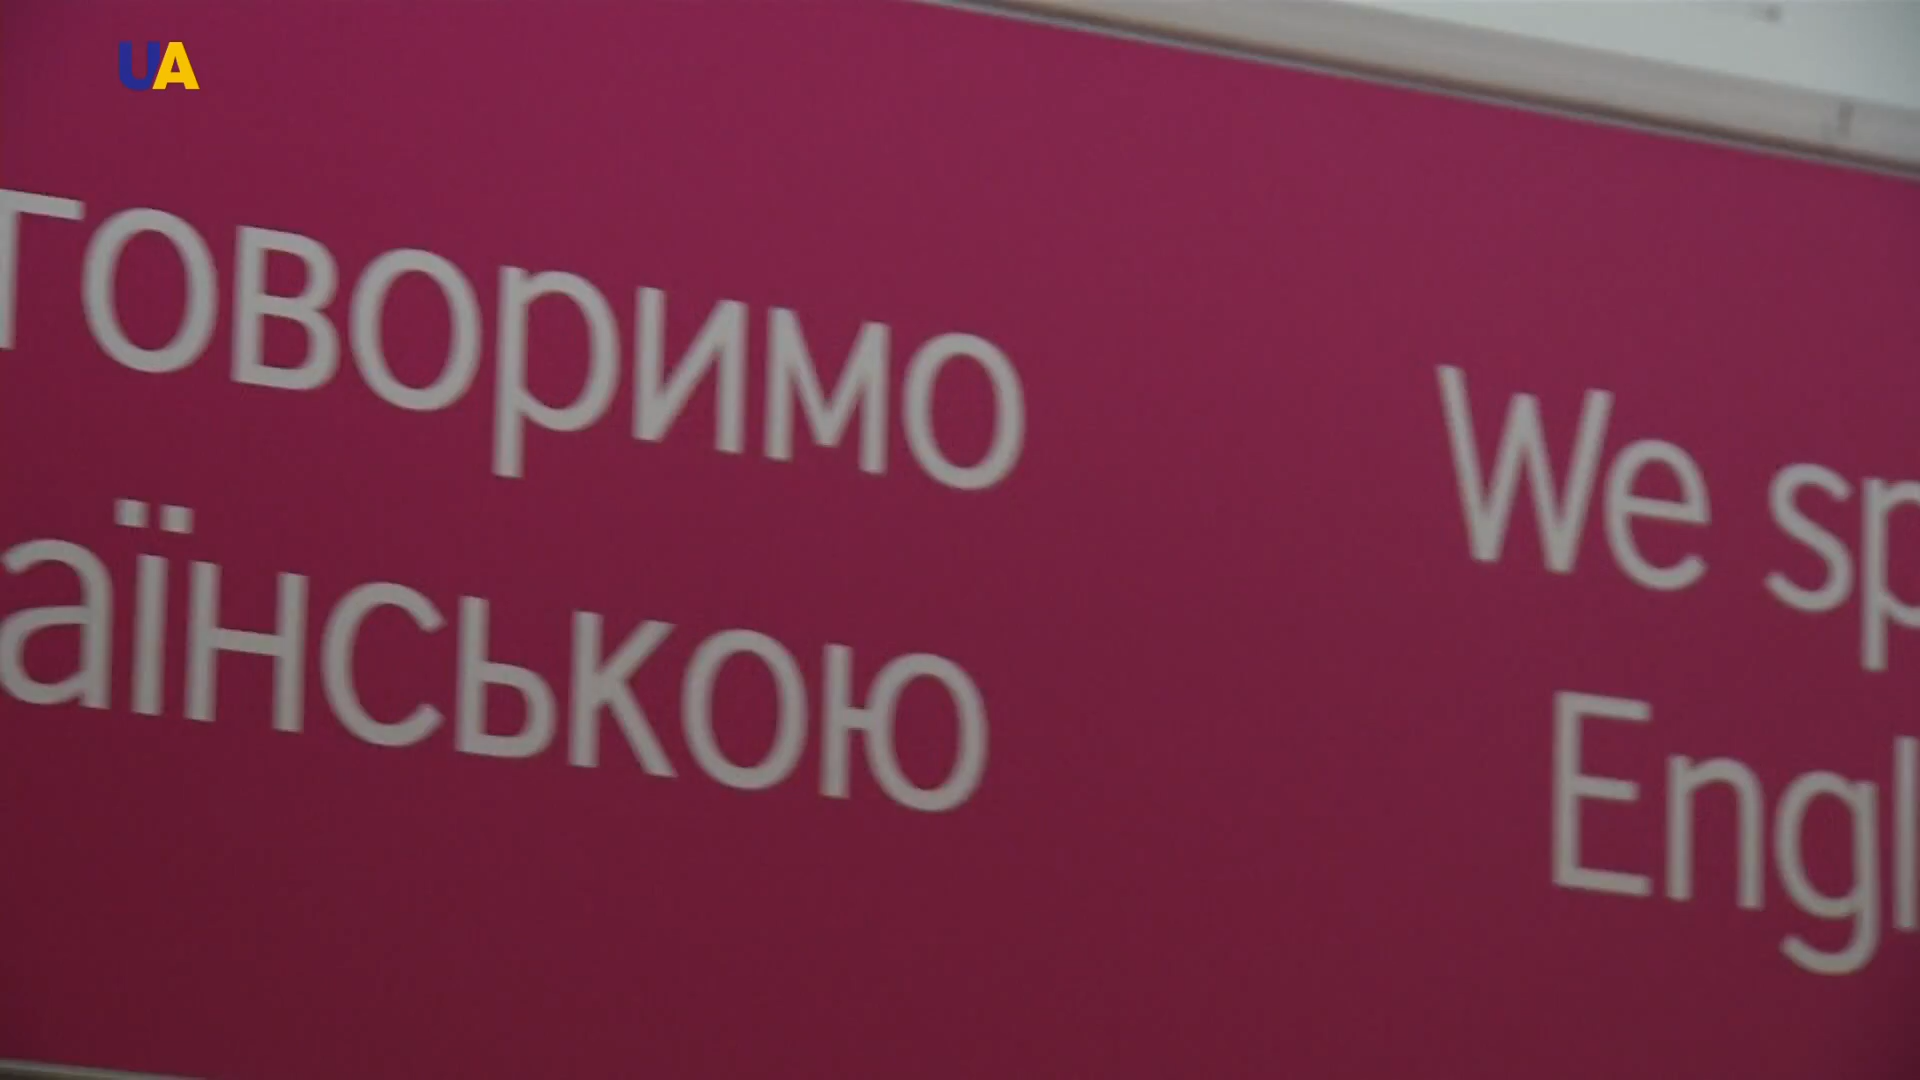 UA
говоримо
аїнською
We sp
Engl